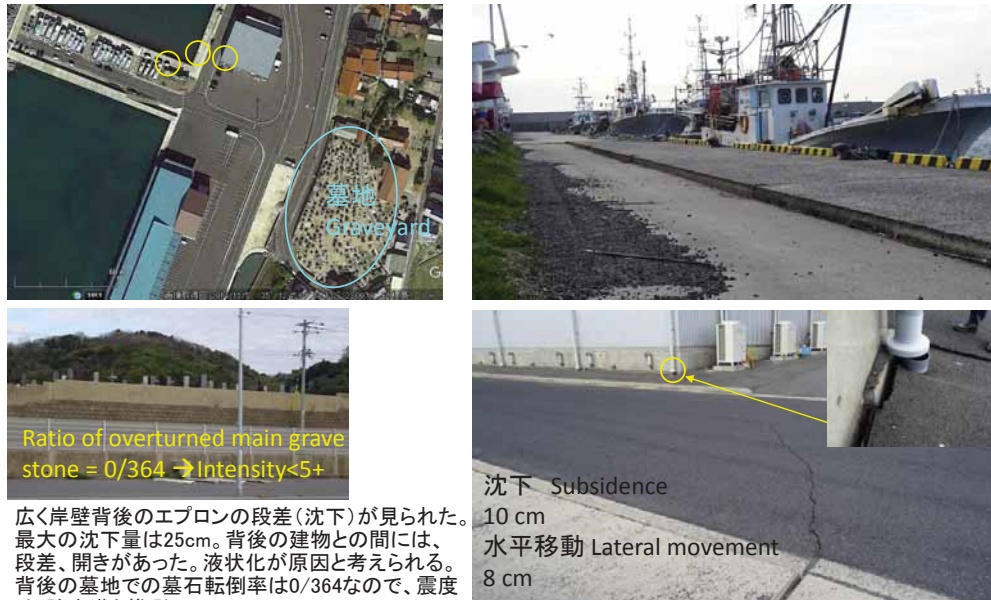 墓地
Graveyard
Ratio of overturned main grave
stone = 0/364 →Intensity<5+
沈下 Subsidence
10 cm
水平移動 Lateral movement
8 cm
広く岸壁背後のエプロンの段差(沈下)が見られた。
最大の沈下量は25cm。背後の建物との間には、
段差、開きがあった。液状化が原因と考えられる。
背後の墓地での墓石転倒率は0/364なので、震度